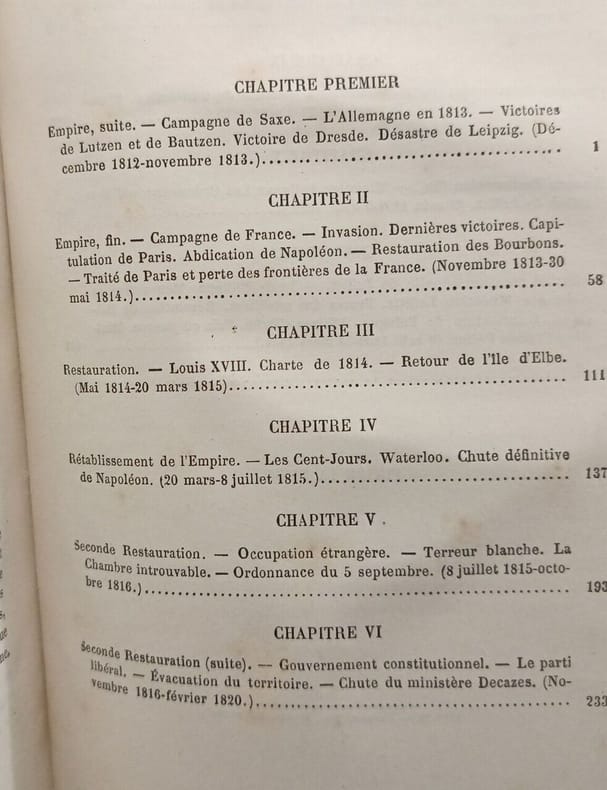 CHAPITRE PREMIER
Empire, suite. — Campagne de Saxe. — L'Allemagne en 1813. — Victoires
de Lutzen et de Bautzen. Victoire de Dresde. Désastre de Leipzig. (Dé-
cembre 1812-novembre 1813.)........................................ 1
CHAPITRE II
Empire, fin. — Campagne de France. — Invasion. Dernières victoires. Capi-
tulation de Paris. Abdication de Napoléon. — Restauration des Bourbons.
— Traité de Paris et perte des frontières de la France. (Novembre 1813-30
mai 1814.)........................................ 58
CHAPITRE III
Restauration. — Louis XVIII. Charte de 1814. — Retour de l'île d'Elbe.
(Mai 1814-20 mars 1815)........................................ 111
CHAPITRE IV
Rétablissement de l'Empire. — Les Cent-Jours. Waterloo. Chute définitive
de Napoléon. (20 mars-8 juillet 1815.)........................................ 137
CHAPITRE V
Seconde Restauration. — Occupation étrangère. — Terreur blanche. La
Chambre introuvable. — Ordonnance du 5 septembre. (8 juillet 1815-octo-
bre 1816.)........................................ 193
CHAPITRE VI
Seconde Restauration (suite). — Gouvernement constitutionnel. — Le parti
libéral. — Évacuation du territoire. — Chute du ministère Decazes. (No-
vembre 1816-février 1820.)........................................ 233